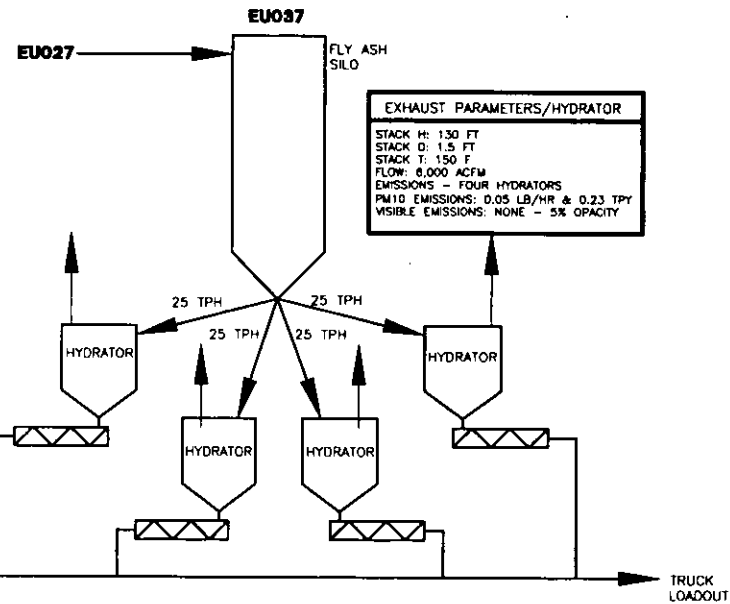 EU037
EU027
FLY ASH
SILO
EXHAUST PARAMETERS/HYDRATOR
STACK H: 130 FT
STACK D: 1.5 FT
STACK T: 150 F
FLOW: 6,000 ACFM
EMISSIONS - FOUR HYDRATORS
PM10 EMISSIONS: 0.05 LB/HR & 0.23 TPY
VISIBLE EMISSIONS: NONE - 5% OPACITY
25 TPH
25 TPH
25 TPH
25 TPH
HYDRATOR
HYDRATOR
HYDRATOR
HYDRATOR
TRUCK
LOADOUT